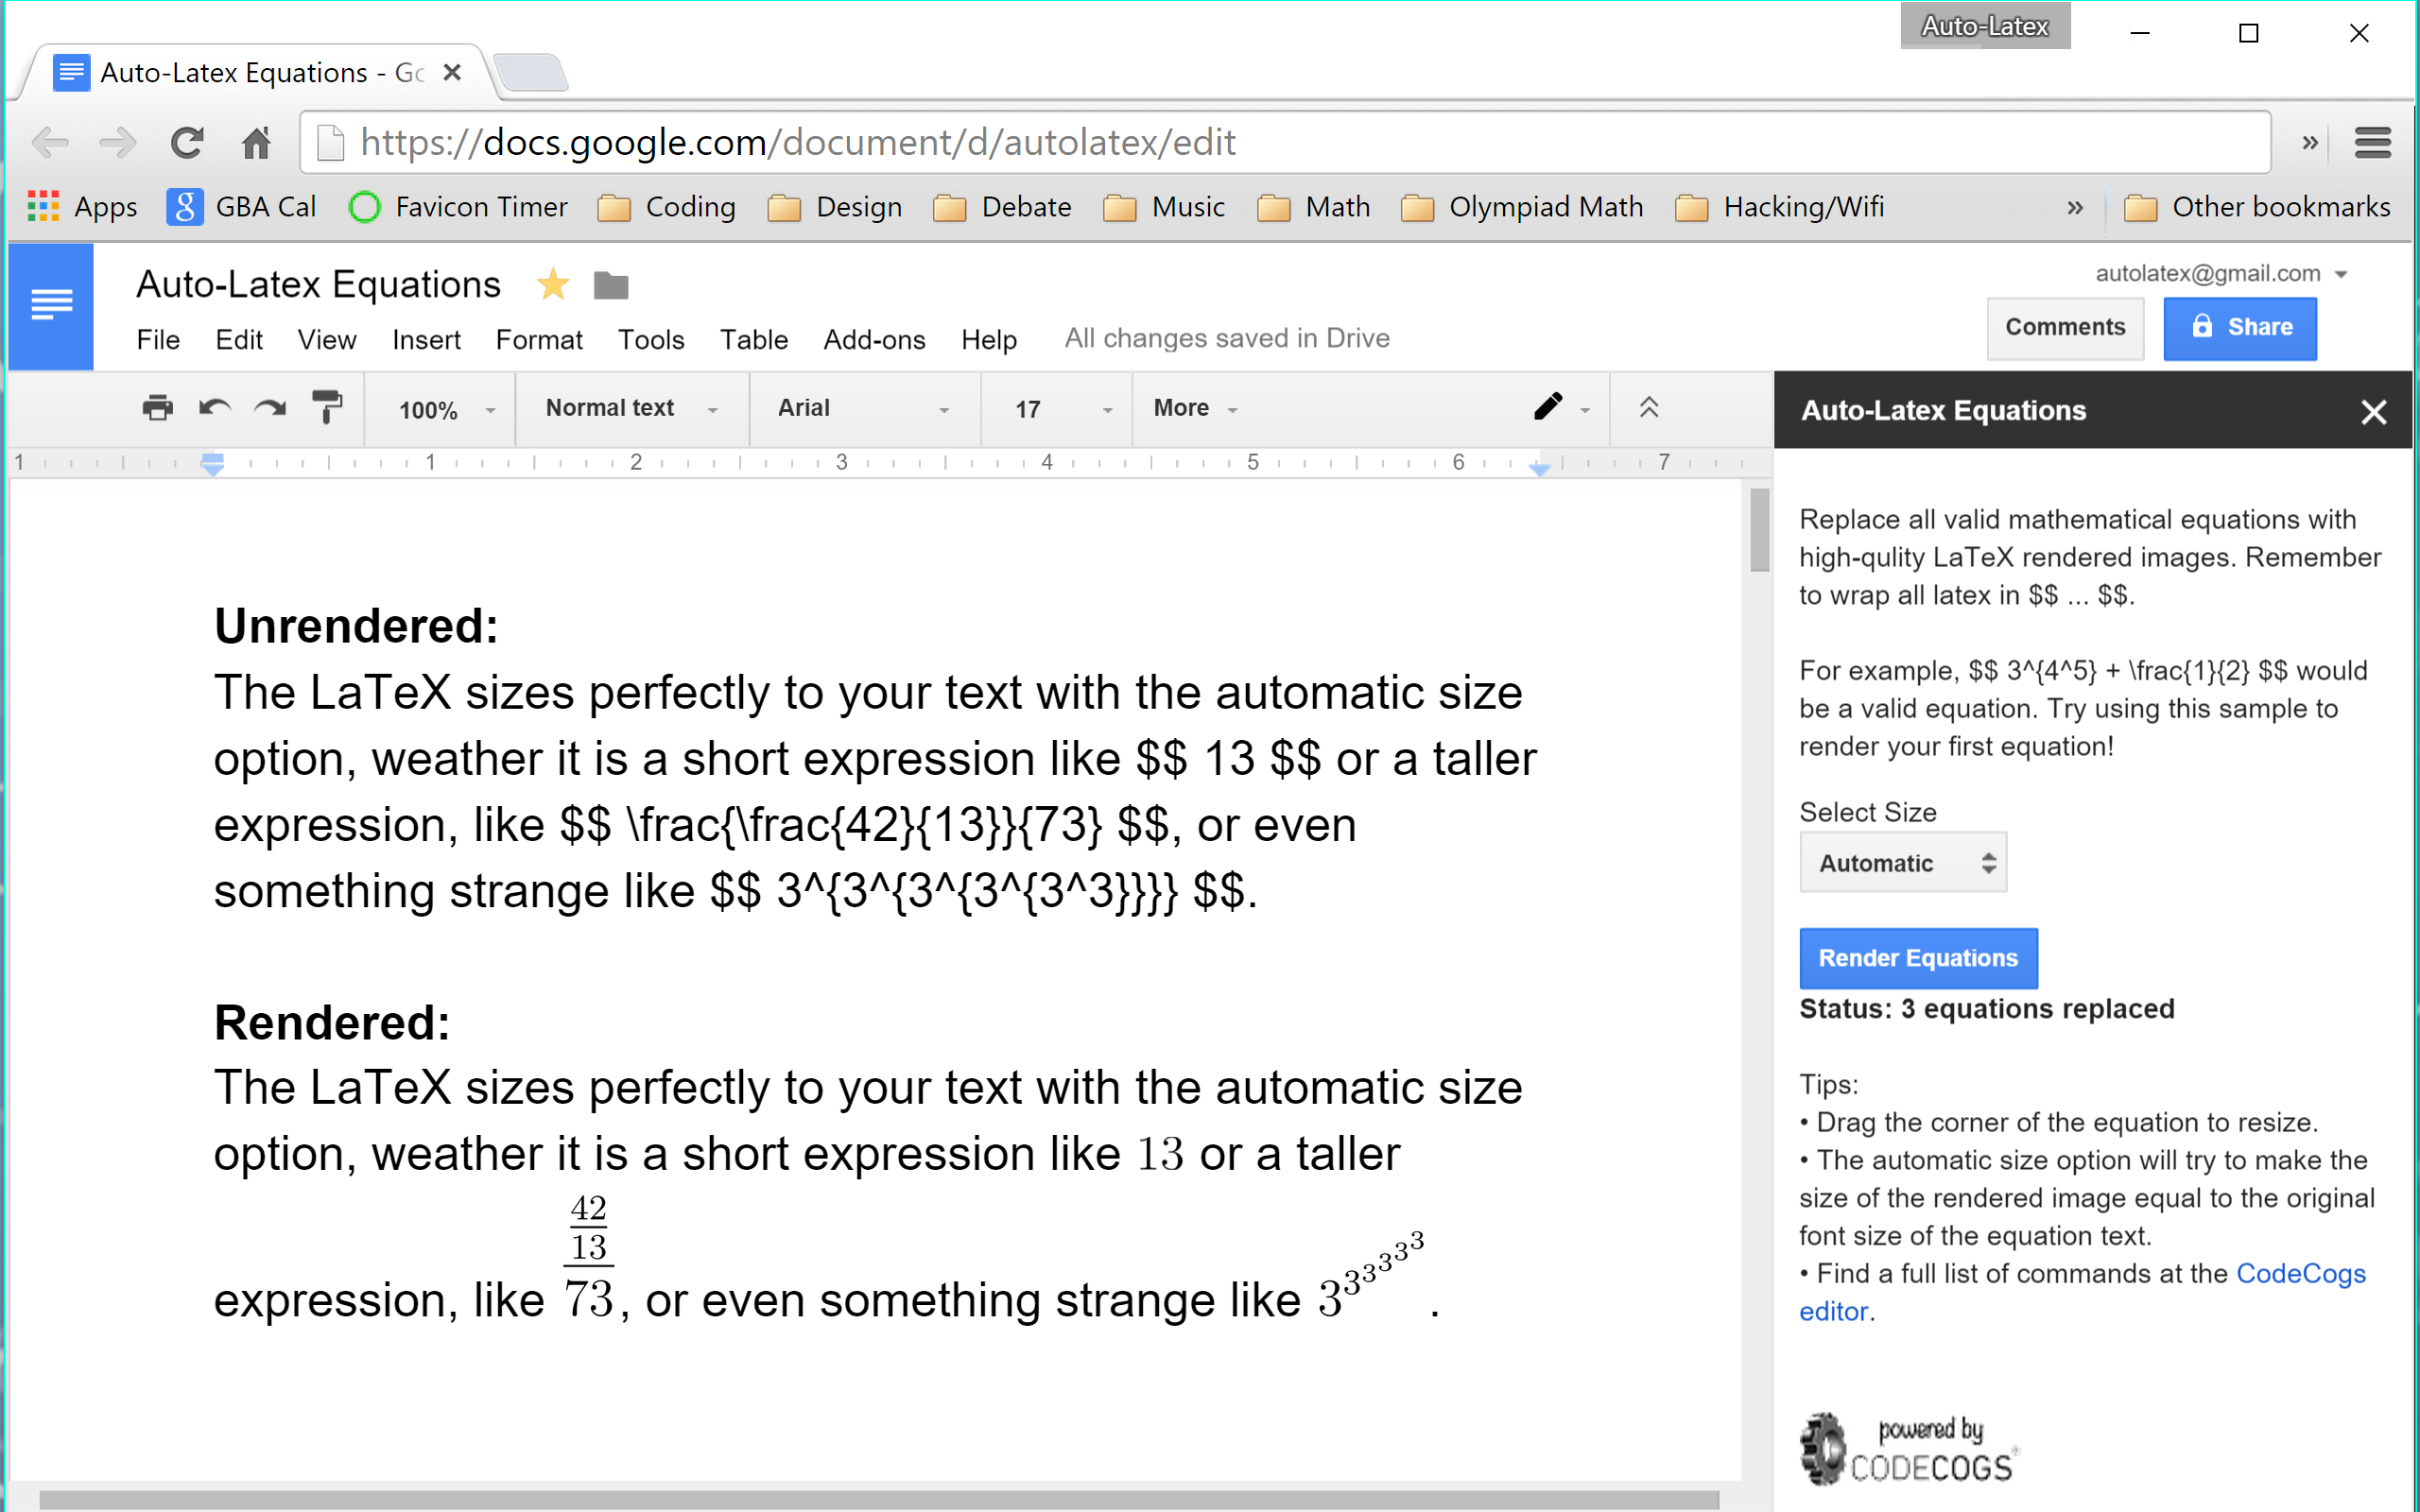 Auto-Latex
Auto-Latex Equations - Go
https://docs.google.com/document/d/autolatex/edit »
Apps GBA Cal Favicon Timer Coding Design Debate Music Math Olympiad Math Hacking/Wifi » Other bookmarks
Auto-Latex Equations
autolatex@gmail.com
File Edit View Insert Format Tools Table Add-ons Help All changes saved in Drive
Comments Share
100% Normal text Arial 17 More
1 1 2 3 4 5 6 7
Unrendered:
The LaTeX sizes perfectly to your text with the automatic size
option, weather it is a short expression like $$ 13 $$ or a taller
expression, like $$ \frac{\frac{42}{13}}{73} $$, or even
something strange like $$ 3^{3^{3^{3^{3^3}}}} $$.
Rendered:
The LaTeX sizes perfectly to your text with the automatic size
option, weather it is a short expression like 13 or a taller
42
13
expression, like 73, or even something strange like 3^{3^{3^{3^{3^3}}}}.
Auto-Latex Equations
Replace all valid mathematical equations with
high-qulity LaTeX rendered images. Remember
to wrap all latex in $$ ... $$.
For example, $$ 3^{4^5} + \frac{1}{2} $$ would
be a valid equation. Try using this sample to
render your first equation!
Select Size
Automatic
Render Equations
Status: 3 equations replaced
Tips:
• Drag the corner of the equation to resize.
• The automatic size option will try to make the
size of the rendered image equal to the original
font size of the equation text.
• Find a full list of commands at the CodeCogs
editor.
powered by
CODECOGS